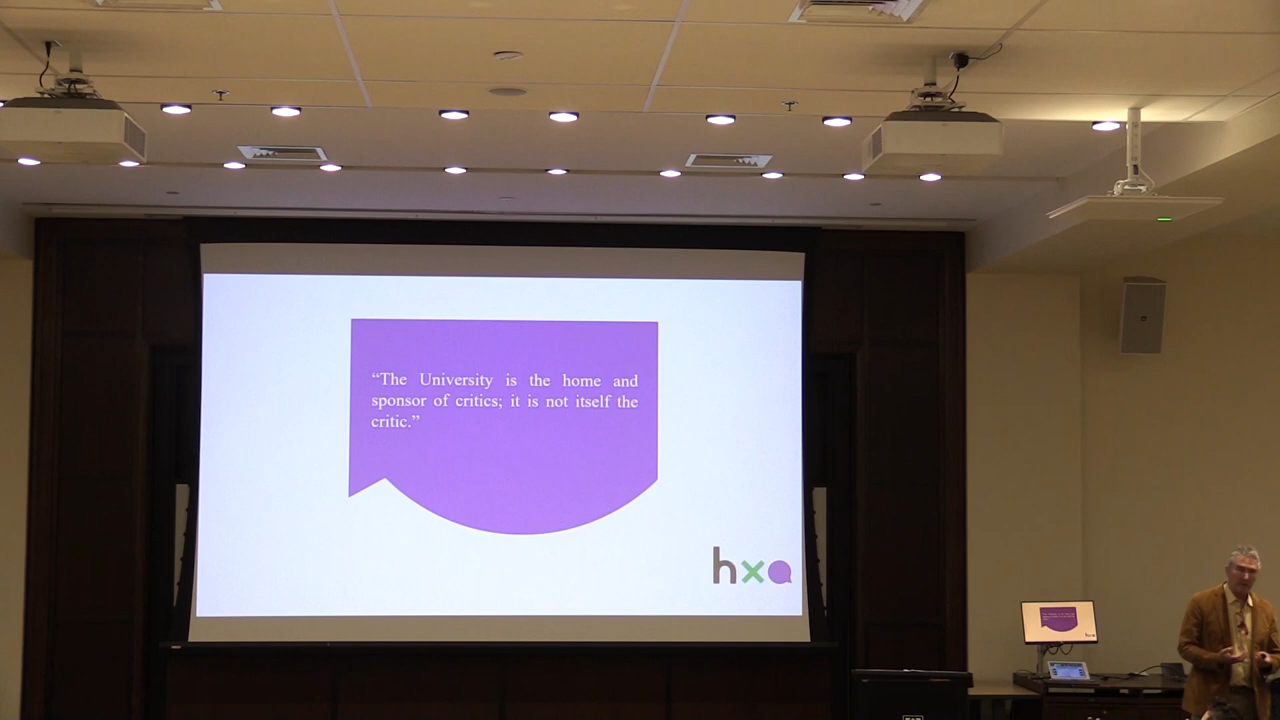 “The University is the home and
sponsor of critics; it is not itself the
critic.”
hxa